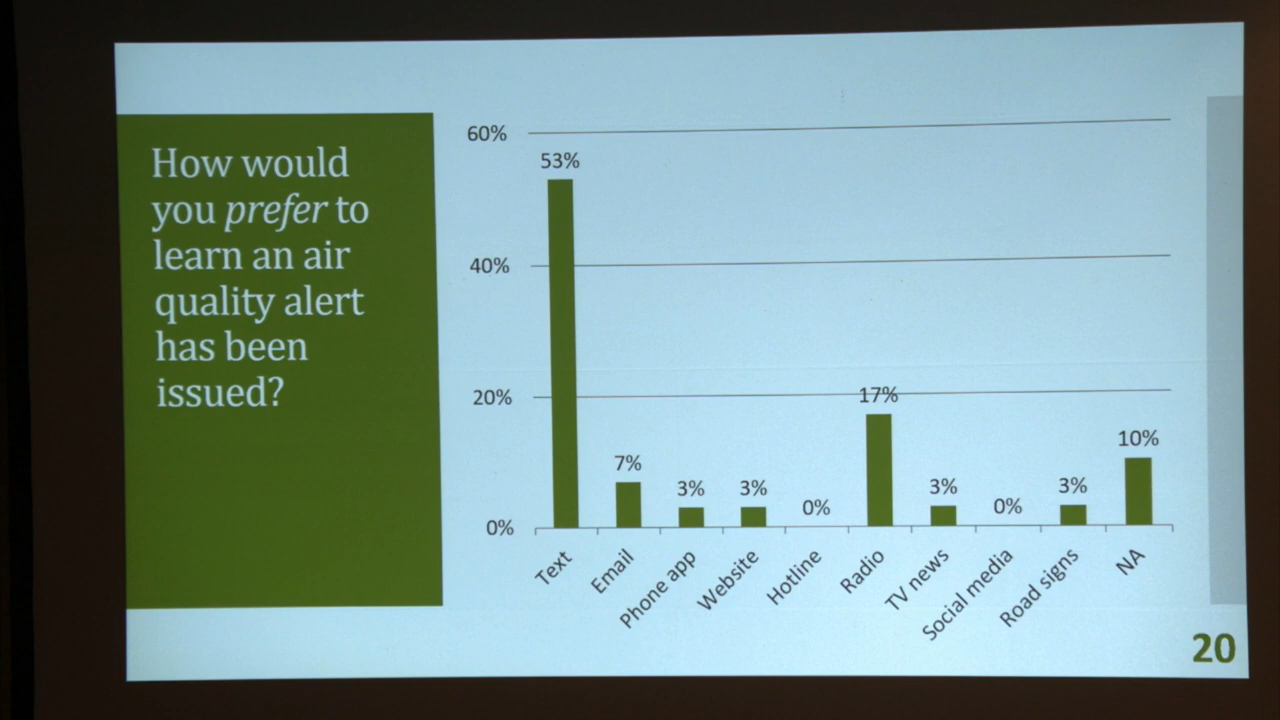 How would
you prefer to
learn an air
quality alert
has been
issued?
60%
40%
20%
0%
53%
7%
3%
3%
0%
17%
3%
0%
3%
10%
Text
Email
Phone app
Website
Hotline
Radio
TV news
Social media
Road signs
NA
20